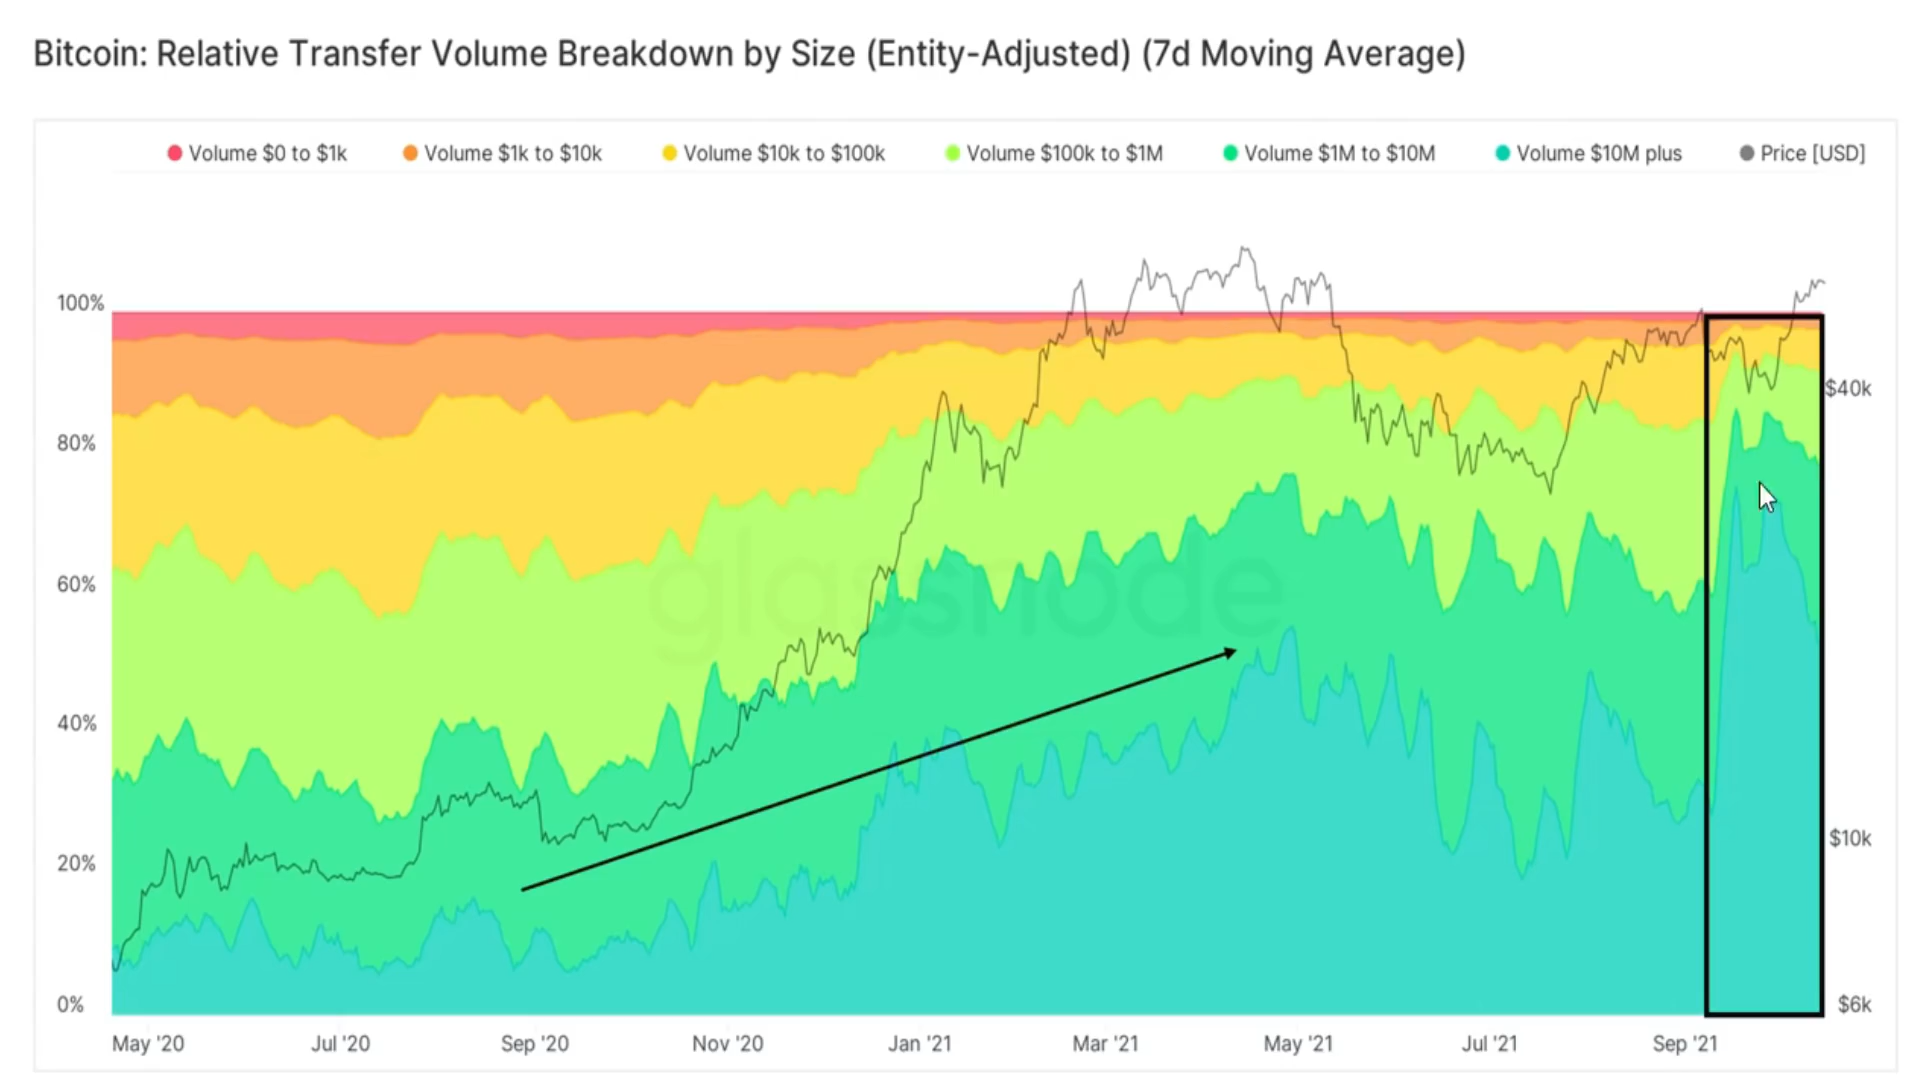 Bitcoin: Relative Transfer Volume Breakdown by Size (Entity-Adjusted) (7d Moving Average)
Volume $0 to $1k Volume $1k to $10k Volume $10k to $100k Volume $100k to $1M Volume $1M to $10M Volume $10M plus Price [USD]
100%
$40k
80%
60%
glassnode
40%
$10k
20%
0%
$6k
May '20 Jul '20 Sep '20 Nov '20 Jan '21 Mar '21 May '21 Jul '21 Sep '21